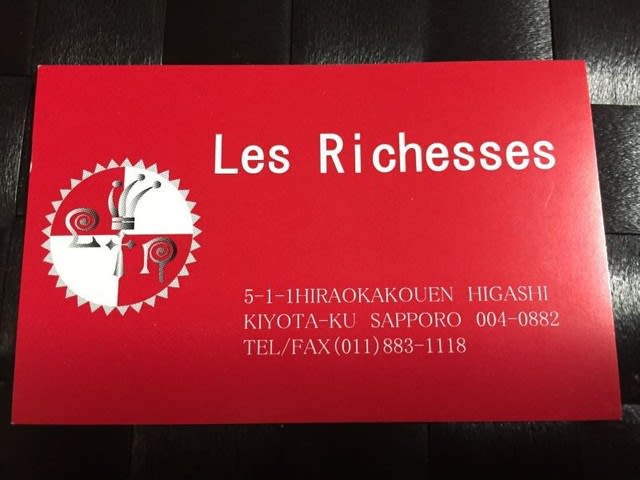 Les Richesses
5-1-1HIRAOKAKOUEN HIGASHI
KIYOTA-KU SAPPORO 004-0882
TEL/FAX(011)883-1118